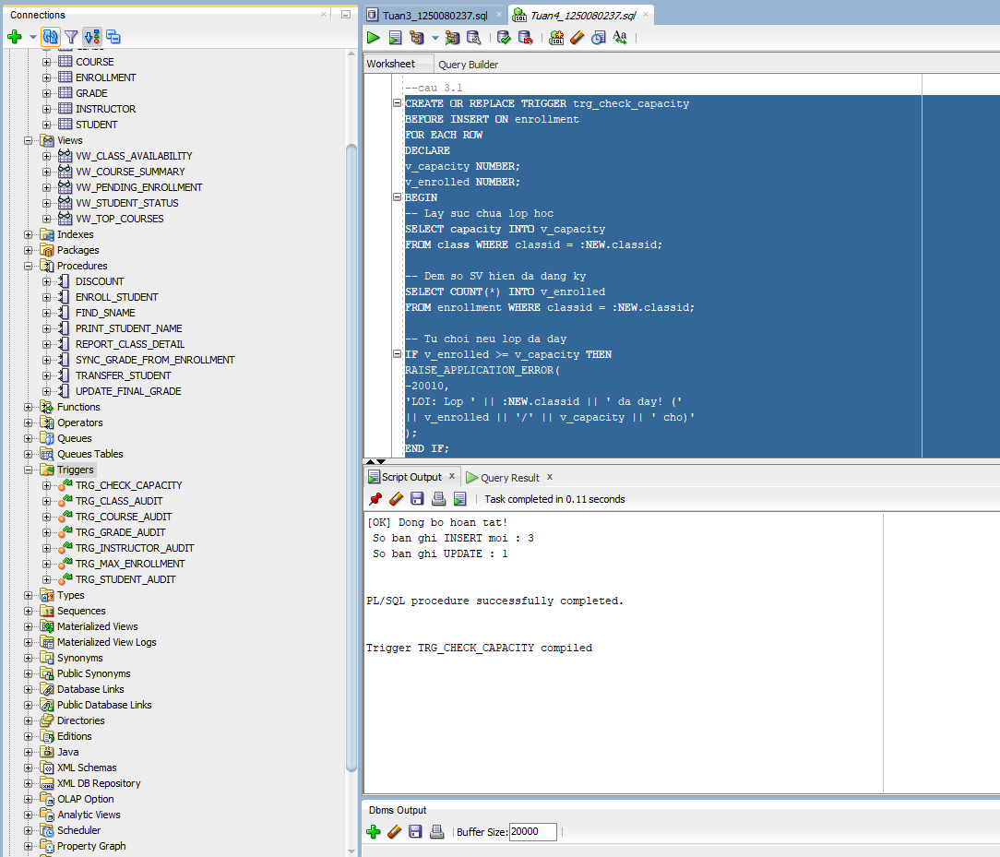 Connections
COURSE
ENROLLMENT
GRADE
INSTRUCTOR
STUDENT
Views
VW_CLASS_AVAILABILITY
VW_COURSE_SUMMARY
VW_PENDING_ENROLLMENT
VW_STUDENT_STATUS
VW_TOP_COURSES
Indexes
Packages
Procedures
DISCOUNT
ENROLL_STUDENT
FIND_SNAME
PRINT_STUDENT_NAME
REPORT_CLASS_DETAIL
SYNC_GRADE_FROM_ENROLLMENT
TRANSFER_STUDENT
UPDATE_FINAL_GRADE
Functions
Operators
Queues
Queues Tables
Triggers
TRG_CHECK_CAPACITY
TRG_CLASS_AUDIT
TRG_COURSE_AUDIT
TRG_GRADE_AUDIT
TRG_INSTRUCTOR_AUDIT
TRG_MAX_ENROLLMENT
TRG_STUDENT_AUDIT
Types
Sequences
Materialized Views
Materialized View Logs
Synonyms
Public Synonyms
Database Links
Public Database Links
Directories
Editions
Java
XML Schemas
XML DB Repository
OLAP Option
Analytic Views
Scheduler
Property Graph
Tuan3_1250080237.sql
Tuan4_1250080237.sql
Worksheet
Query Builder
--cau 3.1
CREATE OR REPLACE TRIGGER trg_check_capacity
BEFORE INSERT ON enrollment
FOR EACH ROW
DECLARE
v_capacity NUMBER;
v_enrolled NUMBER;
BEGIN
-- Lay suc chua lop hoc
SELECT capacity INTO v_capacity
FROM class WHERE classid = :NEW.classid;
-- Dem so SV hien da dang ky
SELECT COUNT(*) INTO v_enrolled
FROM enrollment WHERE classid = :NEW.classid;
-- Tu choi neu lop da day
IF v_enrolled >= v_capacity THEN
RAISE_APPLICATION_ERROR(
-20010,
'LOI: Lop ' || :NEW.classid || ' da day! ('
|| v_enrolled || '/' || v_capacity || ' cho)'
);
END IF;
Script Output
Query Result
Task completed in 0.11 seconds
[OK] Dong bo hoan tat!
So ban ghi INSERT moi : 3
So ban ghi UPDATE : 1
PL/SQL procedure successfully completed.
Trigger TRG_CHECK_CAPACITY compiled
Dbms Output
Buffer Size: 20000